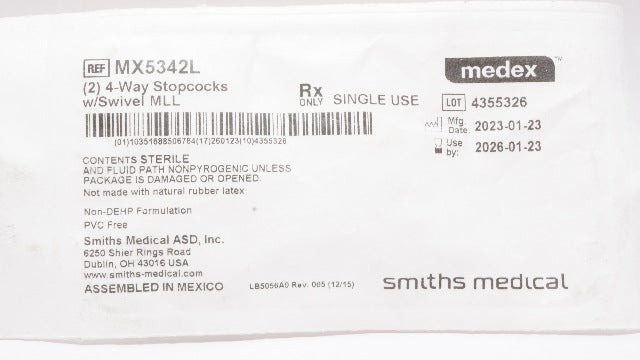 REF MX5342L
(2) 4-Way Stopcocks
w/Swivel MLL
Rx
ONLY
SINGLE USE
medex™
LOT 4355326
Mfg. Date: 2023-01-23
Use by: 2026-01-23
(01)10351688506764(17)260123(10)4355326
CONTENTS STERILE
AND FLUID PATH NONPYROGENIC UNLESS
PACKAGE IS DAMAGED OR OPENED.
Not made with natural rubber latex
Non-DEHP Formulation
PVC Free
Smiths Medical ASD, Inc.
6250 Shier Rings Road
Dublin, OH 43016 USA
www.smiths-medical.com
ASSEMBLED IN MEXICO
LB5056A0 Rev. 005 (12/15)
smiths medical